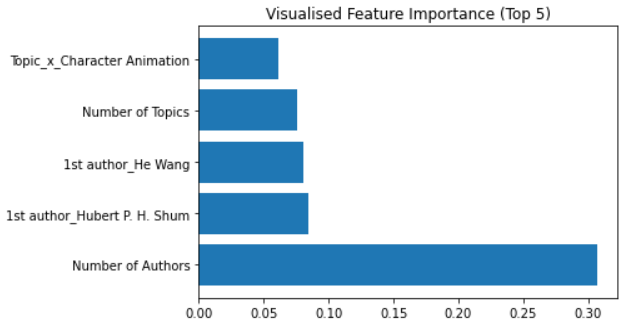 Visualised Feature Importance (Top 5)
Topic_x_Character Animation
Number of Topics
1st author_He Wang
1st author_Hubert P. H. Shum
Number of Authors
0.00 0.05 0.10 0.15 0.20 0.25 0.30